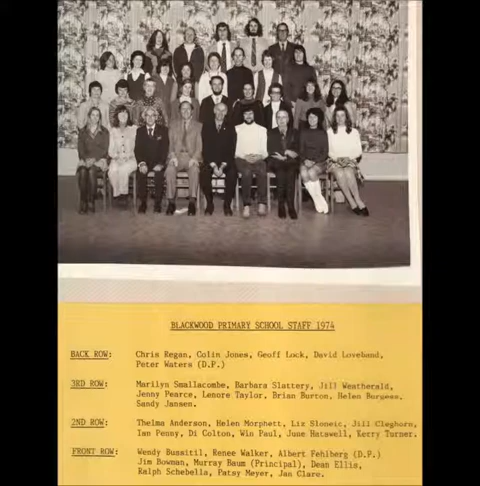 BLACKWOOD PRIMARY SCHOOL STAFF 1974
BACK ROW: Chris Regan, Colin Jones, Geoff Lock, David Loveband,
Peter Waters (D.P.)
3RD ROW: Marilyn Smallacombe, Barbara Slattery, Jill Weatherald,
Jenny Pearce, Lenore Taylor, Brian Burton, Helen Burgess,
Sandy Jansen.
2ND ROW: Thelma Anderson, Helen Morphett, Liz Sloneic, Jill Cleghorn,
Ian Penny, Di Colton, Win Paul, June Hatswell, Kerry Turner.
FRONT ROW: Wendy Bussitil, Renee Walker, Albert Fehlberg (D.P.)
Jim Bowman, Murray Baum (Principal), Dean Ellis,
Ralph Schebella, Patsy Meyer, Jan Clare.